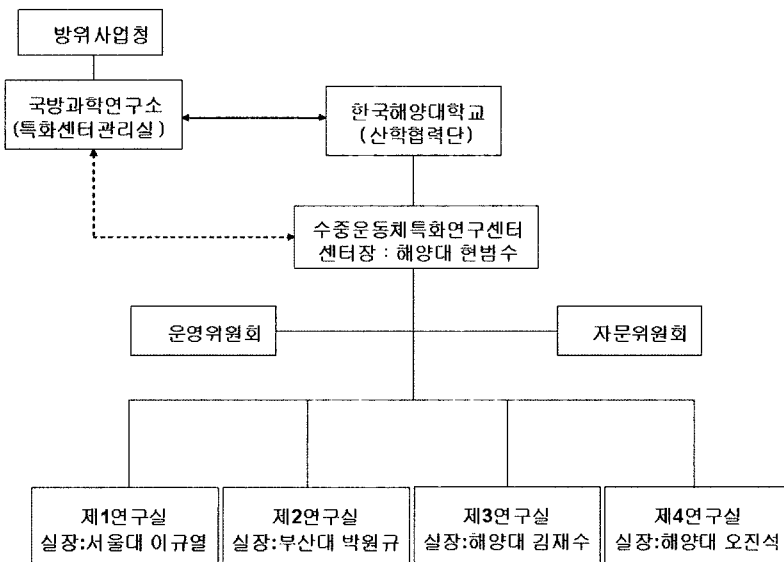 방위사업청
국방과학연구소
(특화센터관리실)
한국해양대학교
(산학협력단)
수중운동체특화연구센터
센터장 : 해양대 현범수
운영위원회
자문위원회
제1연구실
실장:서울대 이규열
제2연구실
실장:부산대 박원규
제3연구실
실장:해양대 김재수
제4연구실
실장:해양대 오진석